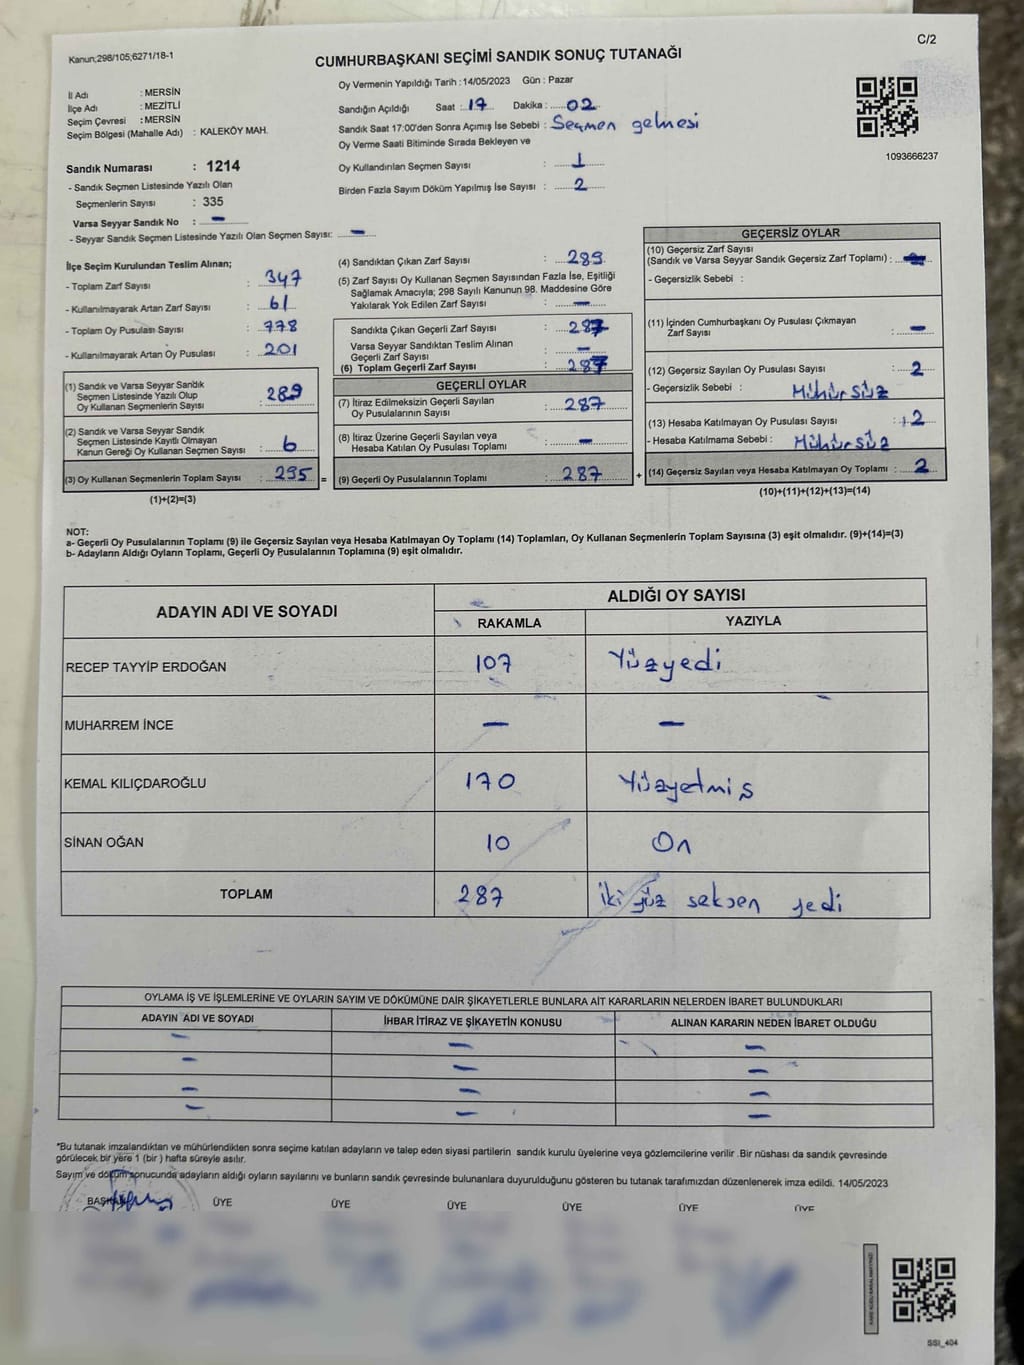 Kanun;298/105;6271/18-1
C/2
CUMHURBAŞKANI SEÇİMİ SANDIK SONUÇ TUTANAĞI
İl Adı : MERSİN
İlçe Adı : MEZİTLİ
Seçim Çevresi : MERSİN
Seçim Bölgesi (Mahalle Adı) : KALEKÖY MAH.
Sandık Numarası : 1214
- Sandık Seçmen Listesinde Yazılı Olan
Seçmenlerin Sayısı : 335
Varsa Seyyar Sandık No : –
- Seyyar Sandık Seçmen Listesinde Yazılı Olan Seçmen Sayısı: –
Oy Vermenin Yapıldığı Tarih : 14/05/2023 Gün : Pazar
Sandığın Açıldığı Saat : 17 Dakika : 02
Sandık Saat 17:00'den Sonra Açımış İse Sebebi : Seçmen gelmesi
Oy Verme Saati Bitiminde Sırada Bekleyen ve
Oy Kullandırılan Seçmen Sayısı : 1
Birden Fazla Sayım Döküm Yapılmış İse Sayısı : 2
1093666237
İlçe Seçim Kurulundan Teslim Alınan;
- Toplam Zarf Sayısı : 347
- Kullanılmayarak Artan Zarf Sayısı : 61
- Toplam Oy Pusulası Sayısı : 778
- Kullanılmayarak Artan Oy Pusulası : 201
(1) Sandık ve Varsa Seyyar Sandık
Seçmen Listesinde Yazılı Olup
Oy Kullanan Seçmenlerin Sayısı : 289
(2) Sandık ve Varsa Seyyar Sandık
Seçmen Listesinde Kayıtlı Olmayan
Kanun Gereği Oy Kullanan Seçmen Sayısı : 6
(3) Oy Kullanan Seçmenlerin Toplam Sayısı : 295 =
(1)+(2)=(3)
(4) Sandıktan Çıkan Zarf Sayısı : 289
(5) Zarf Sayısı Oy Kullanan Seçmen Sayısından Fazla İse, Eşitliği
Sağlamak Amacıyla; 298 Sayılı Kanunun 98. Maddesine Göre
Yakılarak Yok Edilen Zarf Sayısı : –
Sandıkta Çıkan Geçerli Zarf Sayısı : 287
Varsa Seyyar Sandıktan Teslim Alınan
Geçerli Zarf Sayısı : –
(6) Toplam Geçerli Zarf Sayısı : 287
GEÇERLİ OYLAR
(7) İtiraz Edilmeksizin Geçerli Sayılan
Oy Pusulalarının Sayısı : 287
(8) İtiraz Üzerine Geçerli Sayılan veya
Hesaba Katılan Oy Pusulası Toplamı : –
(9) Geçerli Oy Pusulalarının Toplamı : 287 +
GEÇERSİZ OYLAR
(10) Geçersiz Zarf Sayısı
(Sandık ve Varsa Seyyar Sandık Geçersiz Zarf Toplamı) :
- Geçersizlik Sebebi :
(11) İçinden Cumhurbaşkanı Oy Pusulası Çıkmayan
Zarf Sayısı : –
(12) Geçersiz Sayılan Oy Pusulası Sayısı : 2
- Geçersizlik Sebebi : Mühürsüz
(13) Hesaba Katılmayan Oy Pusulası Sayısı : 2
- Hesaba Katılmama Sebebi : Mühürsüz
(14) Geçersiz Sayılan veya Hesaba Katılmayan Oy Toplamı : 2
(10)+(11)+(12)+(13)=(14)
NOT:
a- Geçerli Oy Pusulalarının Toplamı (9) ile Geçersiz Sayılan veya Hesaba Katılmayan Oy Toplamı (14) Toplamları, Oy Kullanan Seçmenlerin Toplam Sayısına (3) eşit olmalıdır. (9)+(14)=(3)
b- Adayların Aldığı Oyların Toplamı, Geçerli Oy Pusulalarının Toplamına (9) eşit olmalıdır.
ADAYIN ADI VE SOYADI ALDIĞI OY SAYISI
RAKAMLA YAZIYLA
RECEP TAYYİP ERDOĞAN 107 Yüzyedi
MUHARREM İNCE – –
KEMAL KILIÇDAROĞLU 170 Yüzyetmiş
SİNAN OĞAN 10 On
TOPLAM 287 iki yüz seksen yedi
OYLAMA İŞ VE İŞLEMLERİNE VE OYLARIN SAYIM VE DÖKÜMÜNE DAİR ŞİKAYETLERLE BUNLARA AİT KARARLARIN NELERDEN İBARET BULUNDUKLARI
ADAYIN ADI VE SOYADI İHBAR İTİRAZ VE ŞİKAYETİN KONUSU ALINAN KARARIN NEDEN İBARET OLDUĞU
– – –
– – –
– – –
– – –
*Bu tutanak imzalandıktan ve mühürlendikten sonra seçime katılan adayların ve talep eden siyasi partilerin sandık kurulu üyelerine veya gözlemcilerine verilir .Bir nüshası da sandık çevresinde
görülecek bir yere 1 (bir ) hafta süreyle asılır.
Sayım ve döküm sonucunda adayların aldığı oyların sayılarını ve bunların sandık çevresinde bulunanlara duyurulduğunu gösteren bu tutanak tarafımızdan düzenlenerek imza edildi. 14/05/2023
BAŞKAN ÜYE ÜYE ÜYE ÜYE ÜYE ÜYE
SSI_404